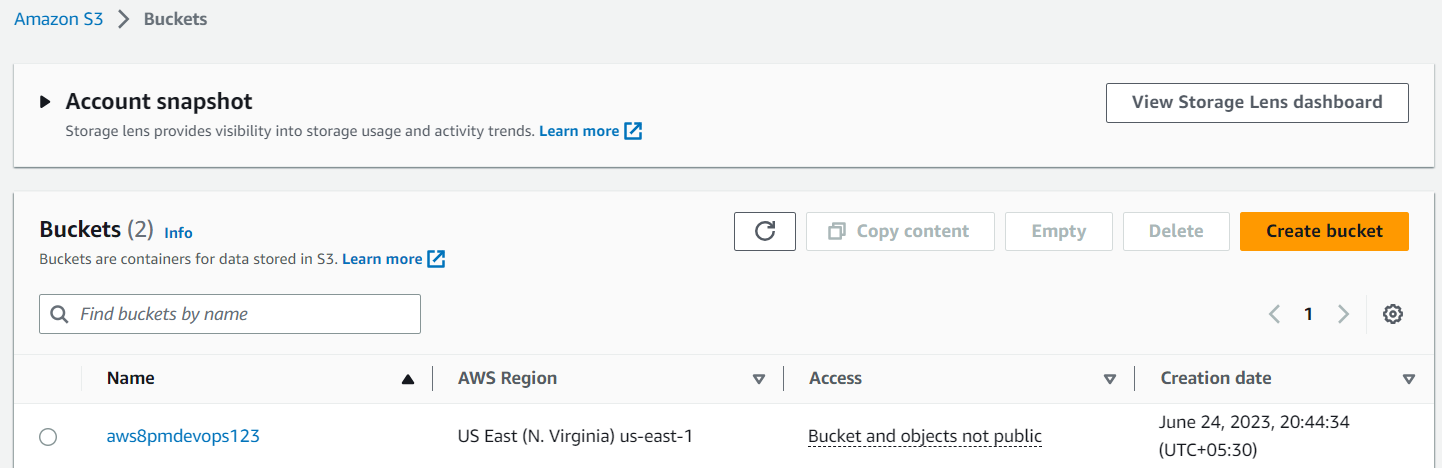 Amazon S3 > Buckets
Account snapshot
View Storage Lens dashboard
Storage lens provides visibility into storage usage and activity trends. Learn more
Buckets (2) Info
Copy content
Empty
Delete
Create bucket
Buckets are containers for data stored in S3. Learn more
Find buckets by name
1
Name
AWS Region
Access
Creation date
aws8pmdevops123
US East (N. Virginia) us-east-1
Bucket and objects not public
June 24, 2023, 20:44:34
(UTC+05:30)